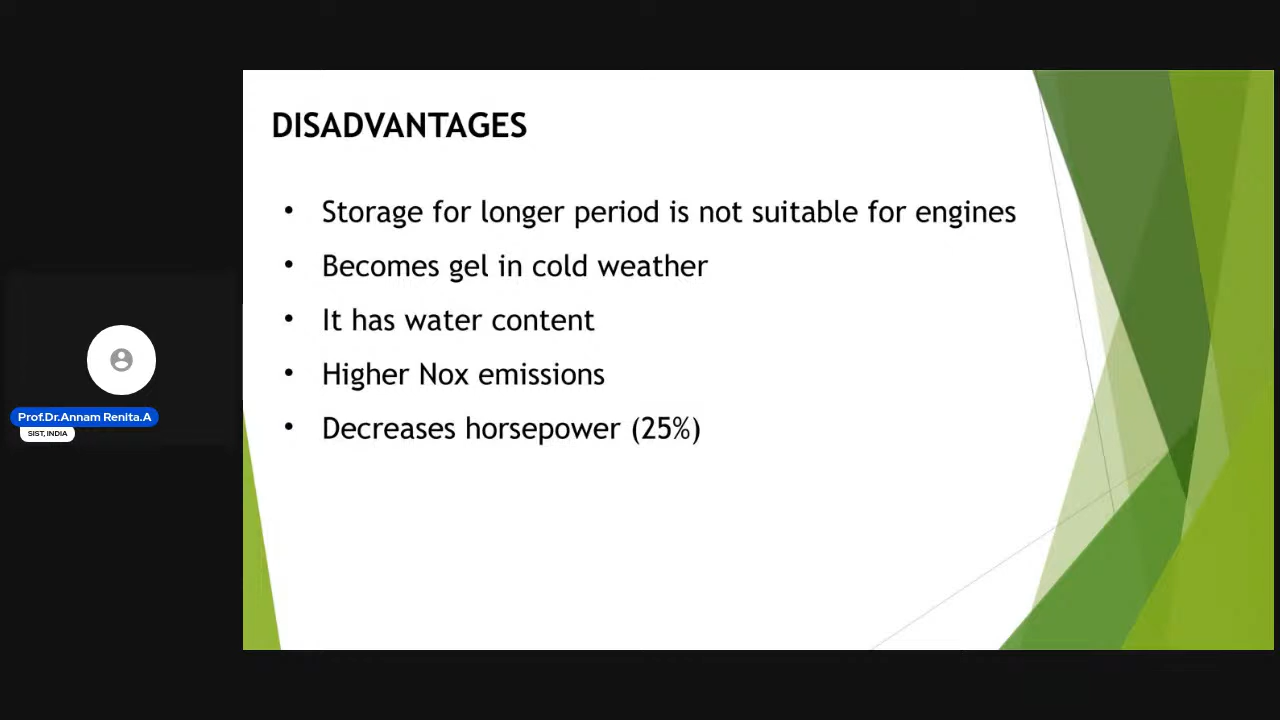 DISADVANTAGES
• Storage for longer period is not suitable for engines
• Becomes gel in cold weather
• It has water content
• Higher Nox emissions
• Decreases horsepower (25%)
Prof.Dr.Annam Renita.A
SIST, INDIA